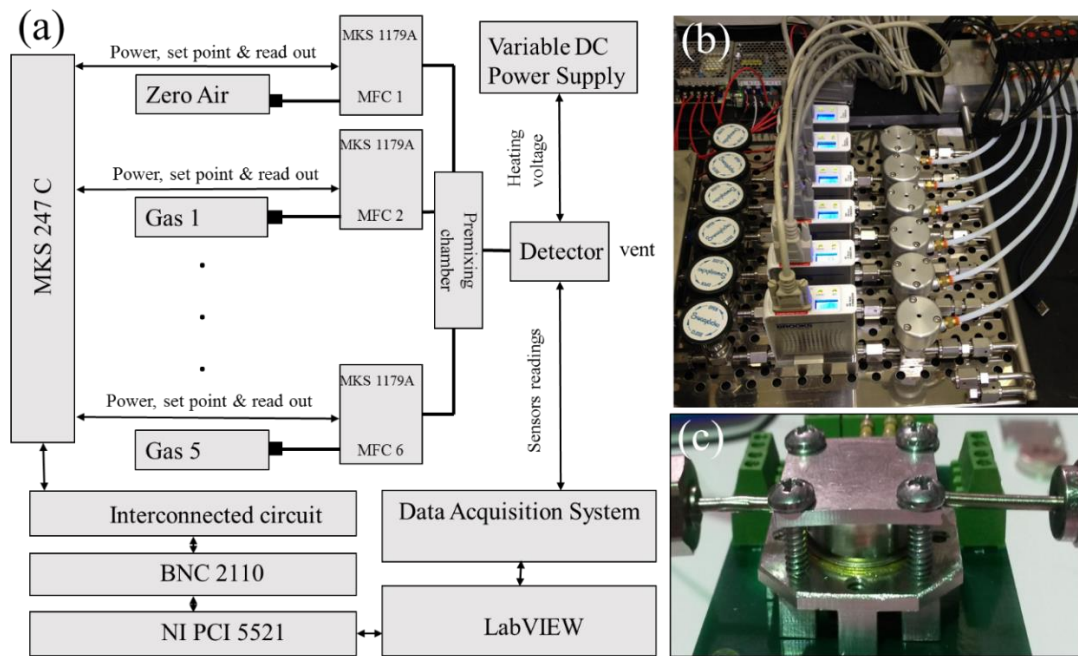 (a)
Power, set point & read out
MKS 1179A
MFC 1
Zero Air
Variable DC
Power Supply
MKS 247 C
Power, set point & read out
MKS 1179A
MFC 2
Gas 1
Heating
voltage
Premixing
chamber
Detector
vent
Power, set point & read out
MKS 1179A
MFC 6
Gas 5
Sensors readings
Interconnected circuit
BNC 2110
NI PCI 5521
Data Acquisition System
LabVIEW
(b)
Swagelok
BROOKS
(c)